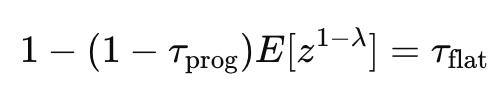 1 − (1 − τ_prog)E[z^{1−λ}] = τ_flat